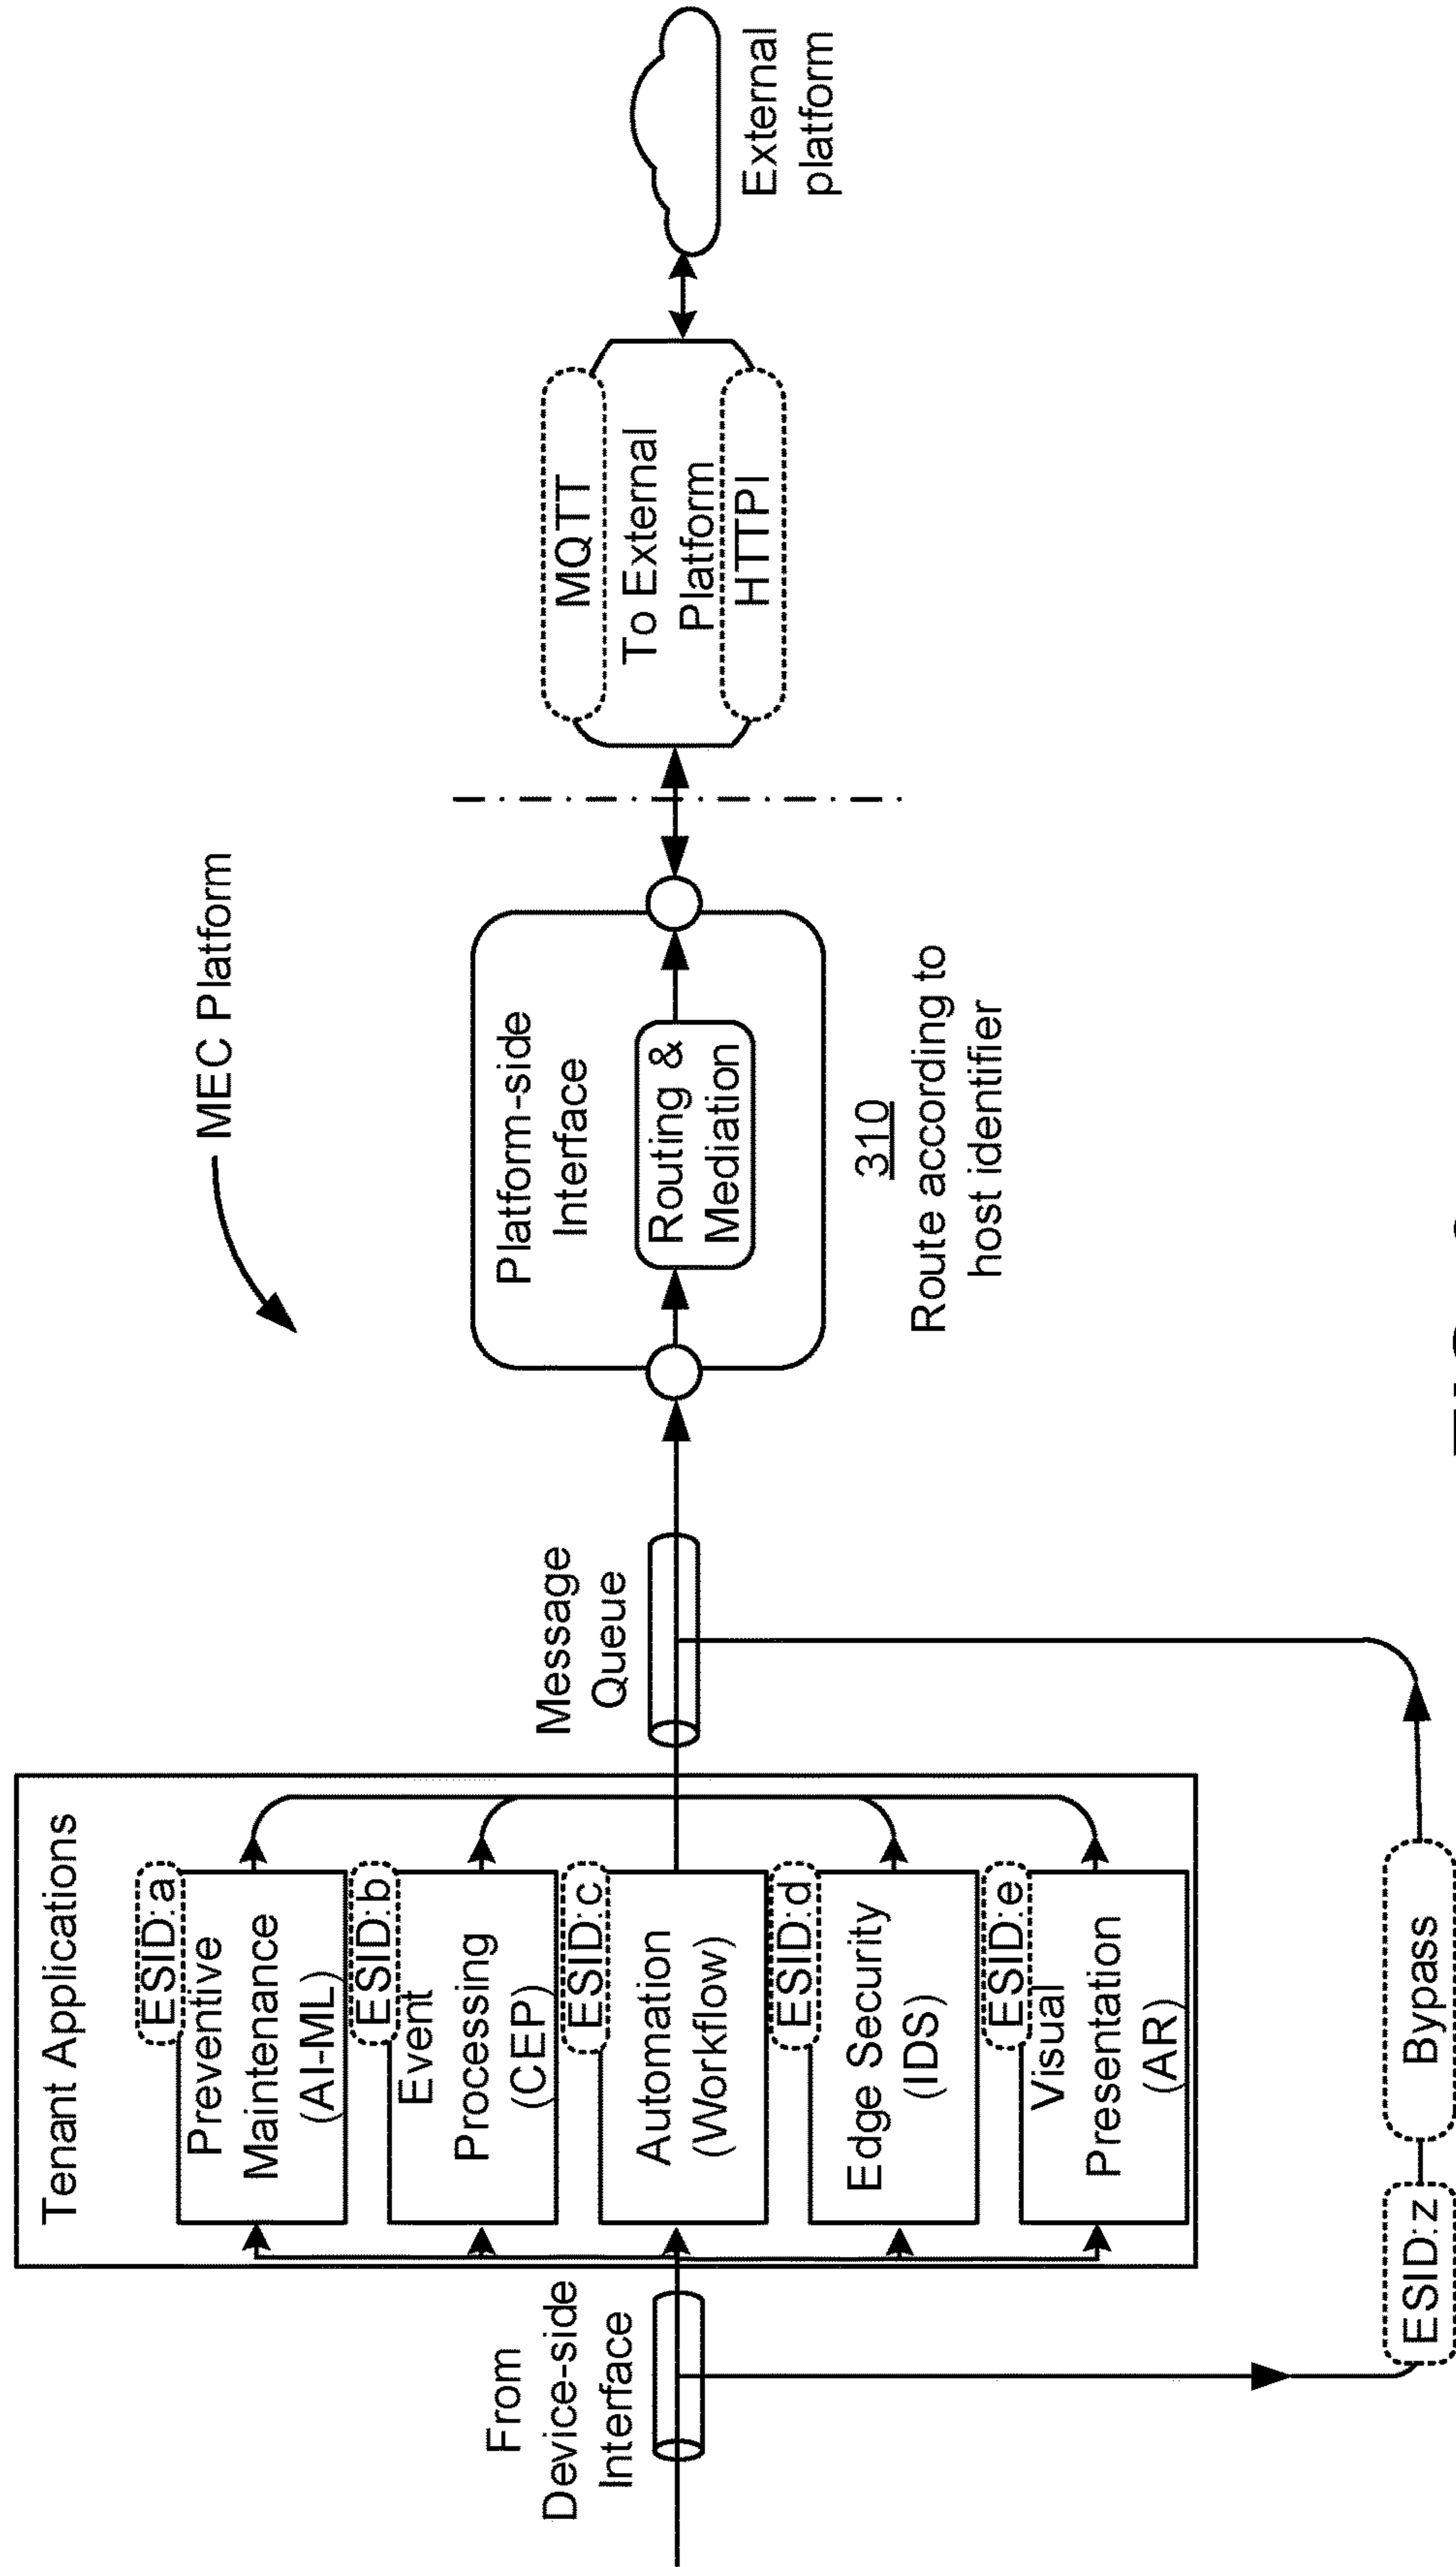 MEC Platform
Tenant Applications
ESID:a
Preventive
Maintenance
(AI-ML)
ESID:b
Event
Processing
(CEP)
ESID:c
Automation
(Workflow)
ESID:d
Edge Security
(IDS)
ESID:e
Visual
Presentation
(AR)
From
Device-side
Interface
Message
Queue
Platform-side
Interface
Routing &
Mediation
310
Route according to
host identifier
MQTT
To External
Platform
HTTPI
External
platform
ESID:z
Bypass